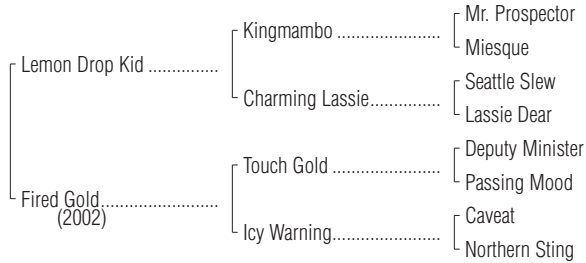 Mr. Prospector
Kingmambo ......................
Miesque
Lemon Drop Kid ...............
Seattle Slew
Charming Lassie...............
Lassie Dear
Deputy Minister
Touch Gold .......................
Passing Mood
Fired Gold.........................
(2002)
Caveat
Icy Warning.......................
Northern Sting